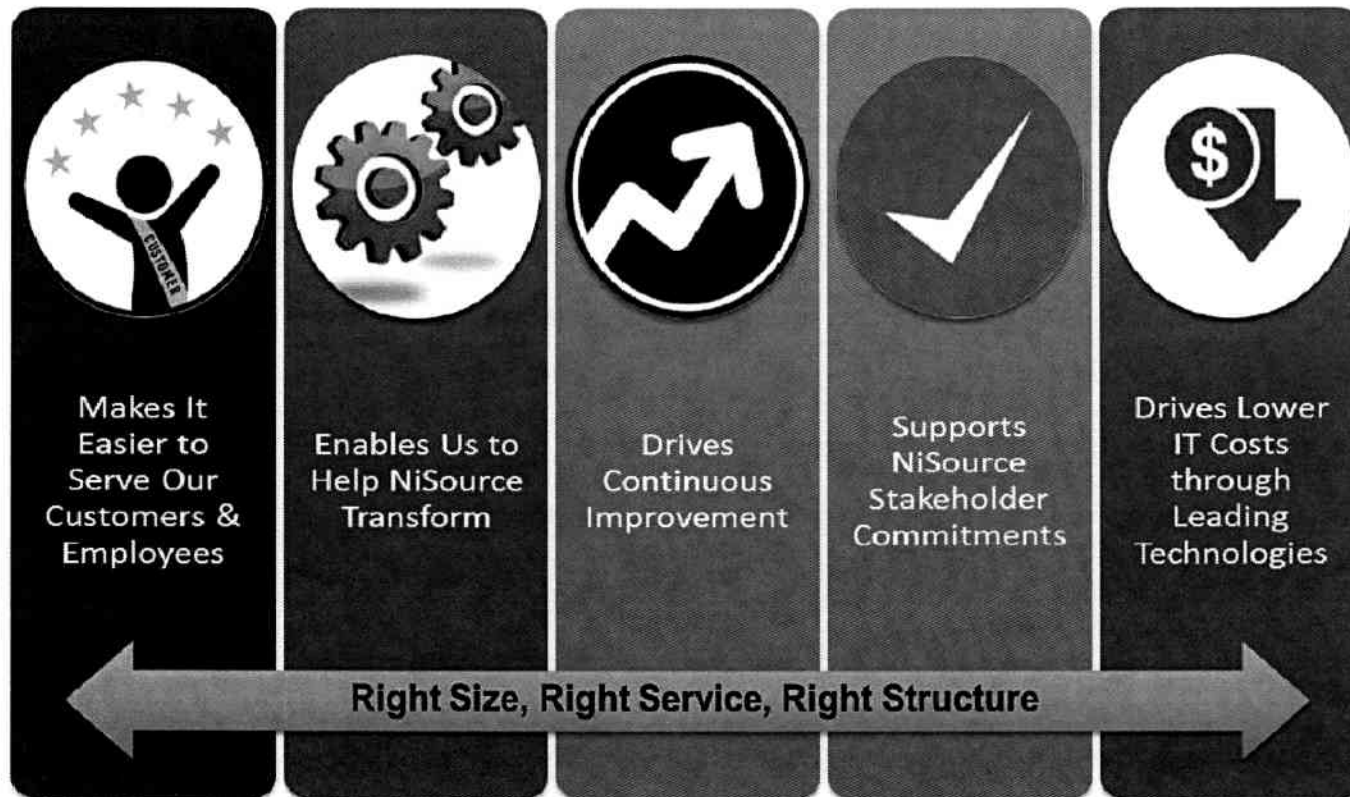 CUSTOMER
$
Makes It
Easier to
Serve Our
Customers &
Employees
Enables Us to
Help NiSource
Transform
Drives
Continuous
Improvement
Supports
NiSource
Stakeholder
Commitments
Drives Lower
IT Costs
through
Leading
Technologies
Right Size, Right Service, Right Structure